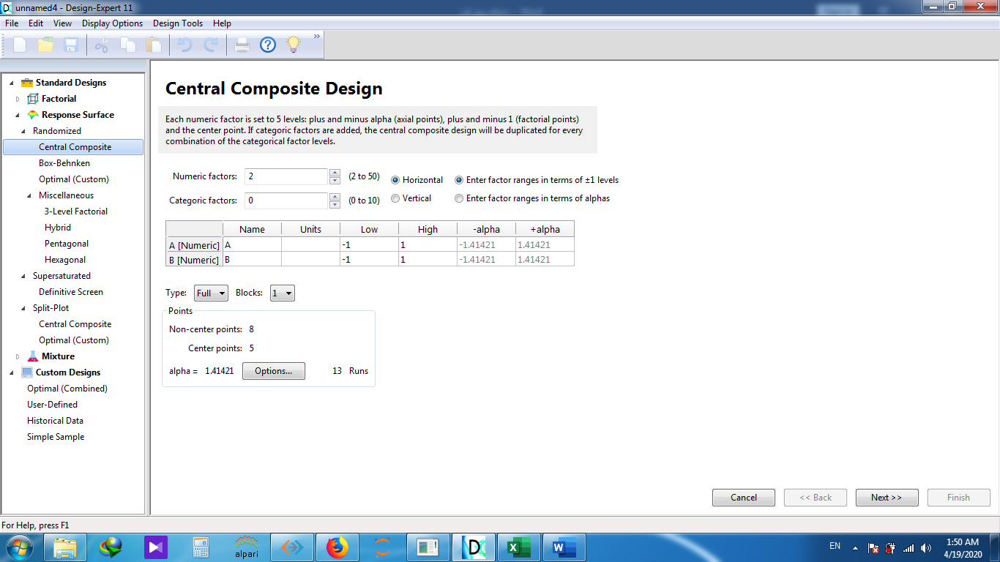 unnamed4 - Design-Expert 11
File Edit View Display Options Design Tools Help
»
Standard Designs
Factorial
Response Surface
Randomized
Central Composite
Box-Behnken
Optimal (Custom)
Miscellaneous
3-Level Factorial
Hybrid
Pentagonal
Hexagonal
Supersaturated
Definitive Screen
Split-Plot
Central Composite
Optimal (Custom)
Mixture
Custom Designs
Optimal (Combined)
User-Defined
Historical Data
Simple Sample
Central Composite Design
Each numeric factor is set to 5 levels: plus and minus alpha (axial points), plus and minus 1 (factorial points)
and the center point. If categoric factors are added, the central composite design will be duplicated for every
combination of the categorical factor levels.
Numeric factors: 2 (2 to 50) Horizontal Enter factor ranges in terms of ±1 levels
Categoric factors: 0 (0 to 10) Vertical Enter factor ranges in terms of alphas
Name Units Low High -alpha +alpha
A [Numeric] A -1 1 -1.41421 1.41421
B [Numeric] B -1 1 -1.41421 1.41421
Type: Full Blocks: 1
Points
Non-center points: 8
Center points: 5
alpha = 1.41421 Options... 13 Runs
Cancel << Back Next >> Finish
For Help, press F1
alpari
EN
1:50 AM
4/19/2020